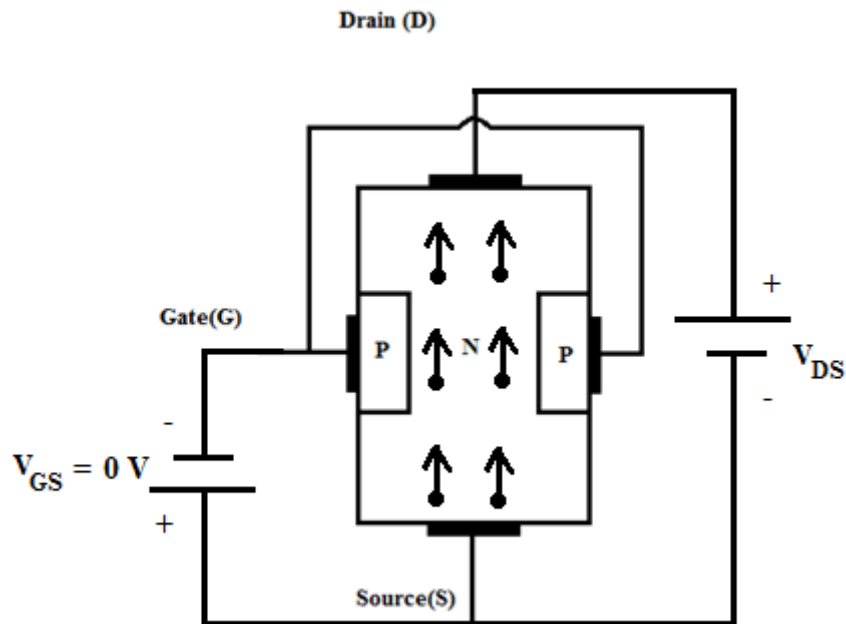 Drain (D)
Gate(G)
P
N
P
+
V_DS
-
-
V_GS = 0 V
+
Source(S)